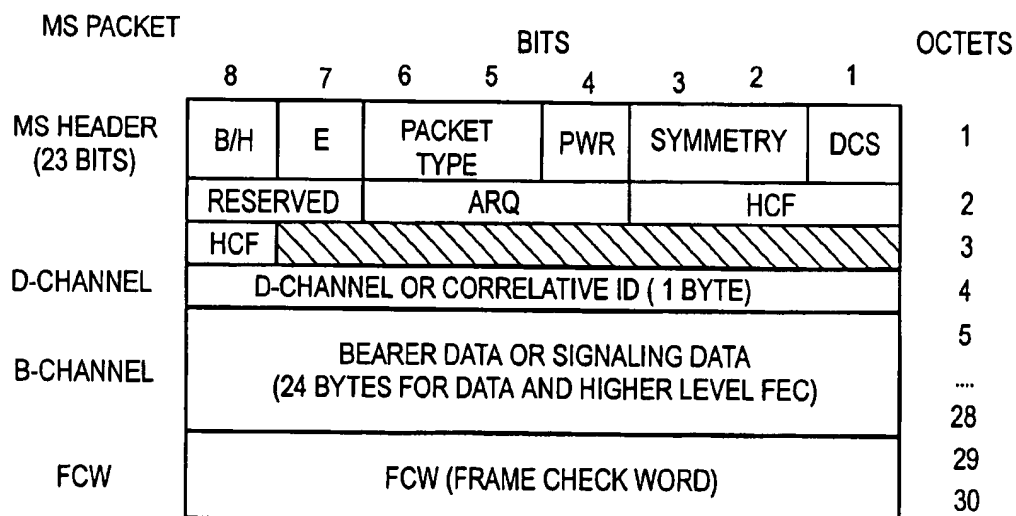 MS PACKET
BITS
OCTETS
8 7 6 5 4 3 2 1
MS HEADER
(23 BITS)
B/H E PACKET TYPE PWR SYMMETRY DCS 1
RESERVED ARQ HCF 2
HCF 3
D-CHANNEL D-CHANNEL OR CORRELATIVE ID ( 1 BYTE) 4
B-CHANNEL
BEARER DATA OR SIGNALING DATA
(24 BYTES FOR DATA AND HIGHER LEVEL FEC)
5
....
28
FCW FCW (FRAME CHECK WORD)
29
30